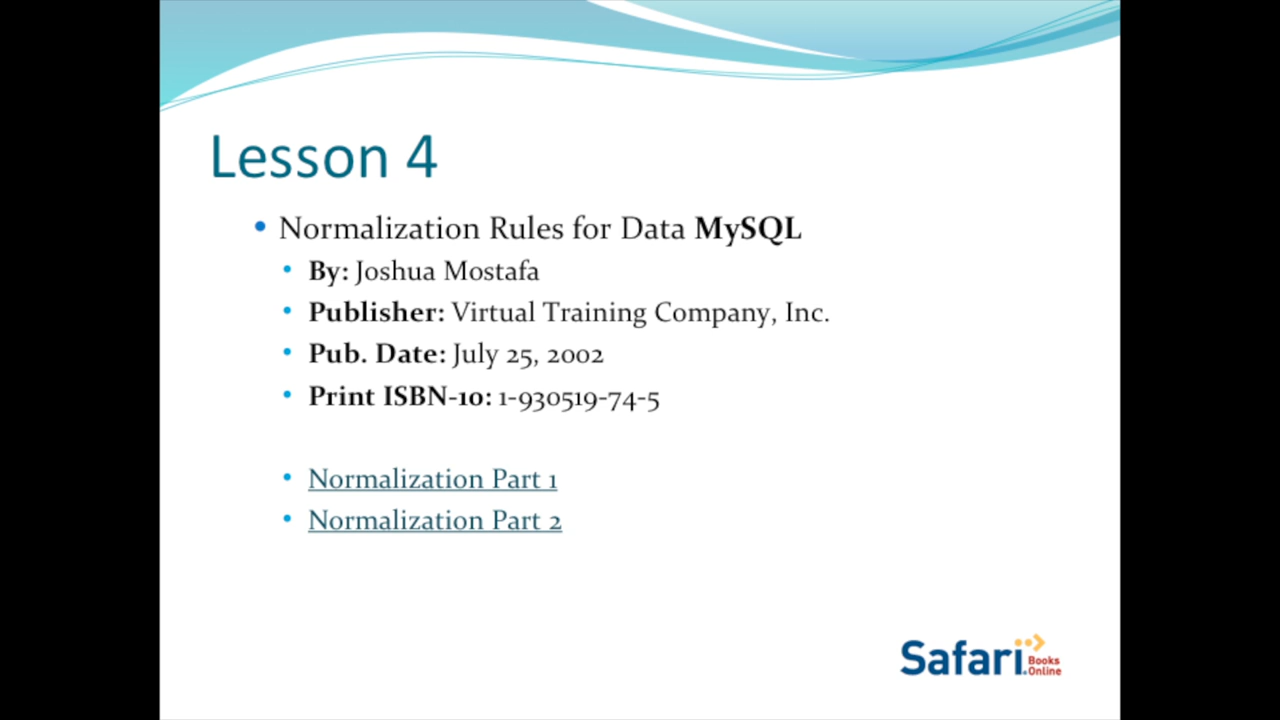 Lesson 4
Normalization Rules for Data MySQL
By: Joshua Mostafa
Publisher: Virtual Training Company, Inc.
Pub. Date: July 25, 2002
Print ISBN-10: 1-930519-74-5
Normalization Part 1
Normalization Part 2
Safari Books Online